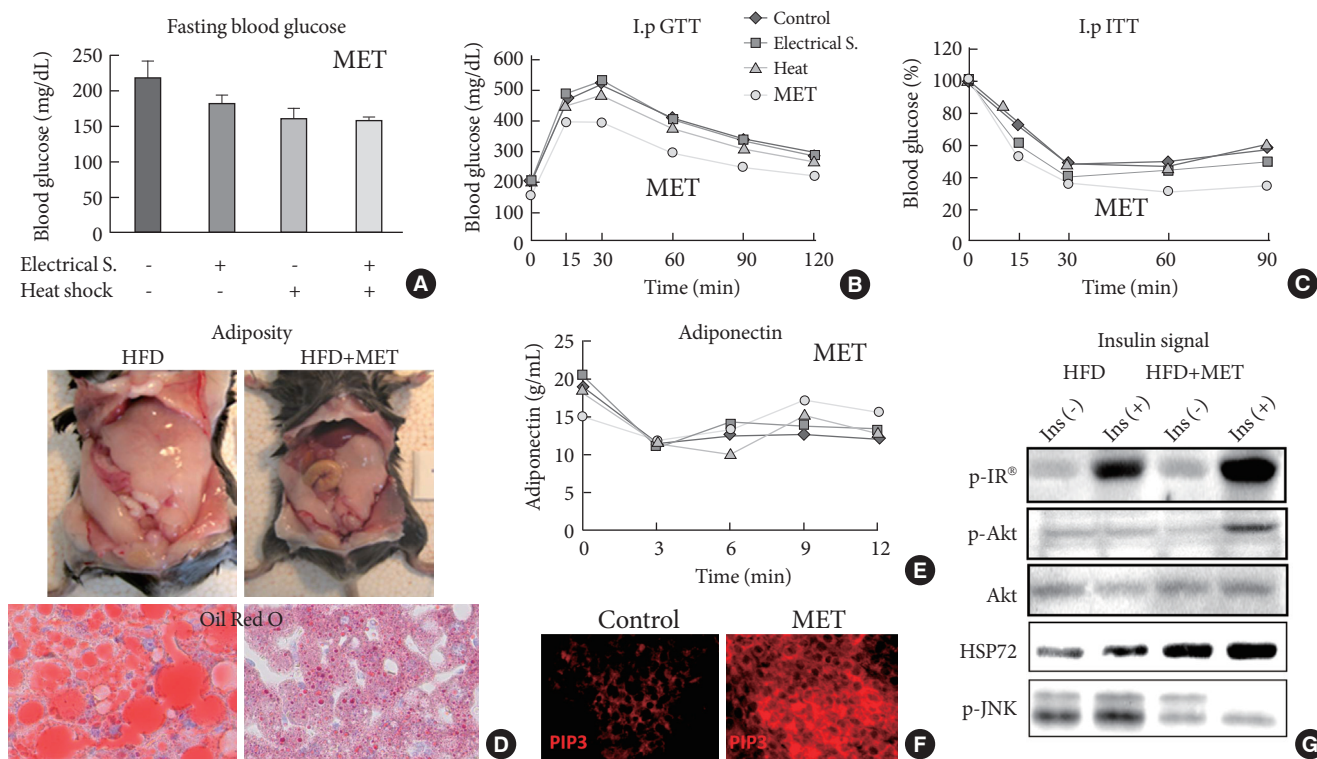 Fasting blood glucose
MET
Blood glucose (mg/dL)
250
200
150
100
50
0
Electrical S. - + - +
Heat shock - - + +
A
I.p GTT
Control
Electrical S.
Heat
MET
Blood glucose (mg/dL)
600
500
400
300
200
100
0
MET
0 15 30 60 90 120
Time (min)
B
I.p ITT
Blood glucose (%)
120
100
80
60
40
20
0
MET
0 15 30 60 90
Time (min)
C
Adiposity
HFD HFD+MET
Oil Red O
D
Adiponectin
MET
Adiponectin (g/mL)
25
20
15
10
5
0
0 3 6 9 12
Time (min)
E
Control MET
PIP3 PIP3
F
Insulin signal
HFD HFD+MET
Ins (-) Ins (+) Ins (-) Ins (+)
p-IR®
p-Akt
Akt
HSP72
p-JNK
G